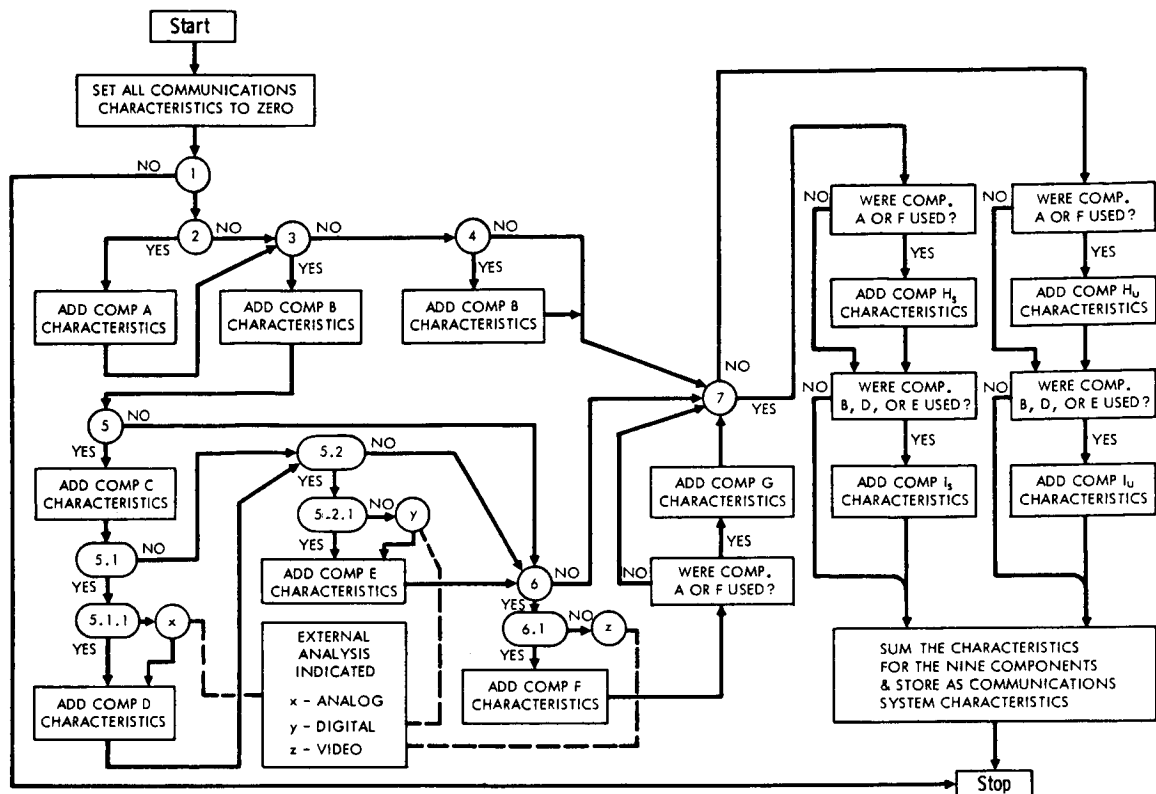 Start
SET ALL COMMUNICATIONS
CHARACTERISTICS TO ZERO
NO
1
2
NO
YES
3
NO
YES
4
NO
YES
ADD COMP A
CHARACTERISTICS
ADD COMP B
CHARACTERISTICS
ADD COMP B
CHARACTERISTICS
5
NO
YES
ADD COMP C
CHARACTERISTICS
5.1
NO
YES
5.1.1
x
YES
ADD COMP D
CHARACTERISTICS
5.2
NO
YES
5.2.1
NO
y
YES
ADD COMP E
CHARACTERISTICS
EXTERNAL
ANALYSIS
INDICATED
x - ANALOG
y - DIGITAL
z - VIDEO
6
NO
YES
6.1
NO
z
YES
ADD COMP F
CHARACTERISTICS
WERE COMP.
A OR F USED?
NO
YES
ADD COMP G
CHARACTERISTICS
7
NO
YES
WERE COMP.
A OR F USED?
NO
YES
ADD COMP Hs
CHARACTERISTICS
WERE COMP.
B, D, OR E USED?
NO
YES
ADD COMP Is
CHARACTERISTICS
WERE COMP.
A OR F USED?
NO
YES
ADD COMP Hu
CHARACTERISTICS
WERE COMP.
B, D, OR E USED?
NO
YES
ADD COMP Iu
CHARACTERISTICS
SUM THE CHARACTERISTICS
FOR THE NINE COMPONENTS
& STORE AS COMMUNICATIONS
SYSTEM CHARACTERISTICS
Stop